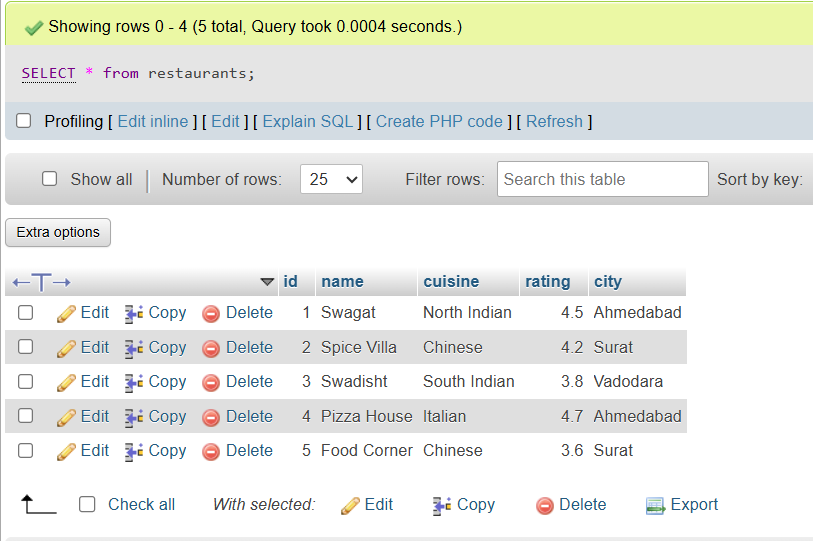 Showing rows 0 - 4 (5 total, Query took 0.0004 seconds.)
SELECT * from restaurants;
Profiling [ Edit inline ] [ Edit ] [ Explain SQL ] [ Create PHP code ] [ Refresh ]
Show all | Number of rows: 25 Filter rows: Search this table Sort by key:
Extra options
id name cuisine rating city
Edit Copy Delete 1 Swagat North Indian 4.5 Ahmedabad
Edit Copy Delete 2 Spice Villa Chinese 4.2 Surat
Edit Copy Delete 3 Swadisht South Indian 3.8 Vadodara
Edit Copy Delete 4 Pizza House Italian 4.7 Ahmedabad
Edit Copy Delete 5 Food Corner Chinese 3.6 Surat
Check all With selected: Edit Copy Delete Export